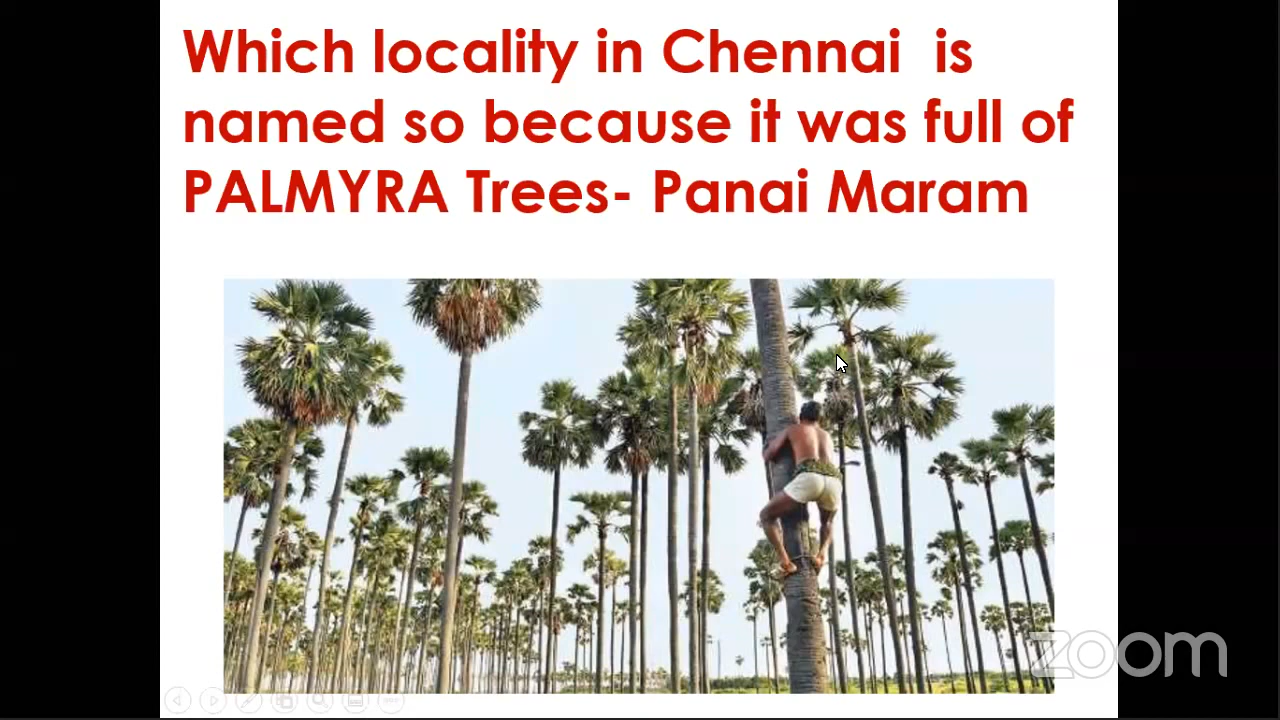 Which locality in Chennai is
named so because it was full of
PALMYRA Trees- Panai Maram
zoom